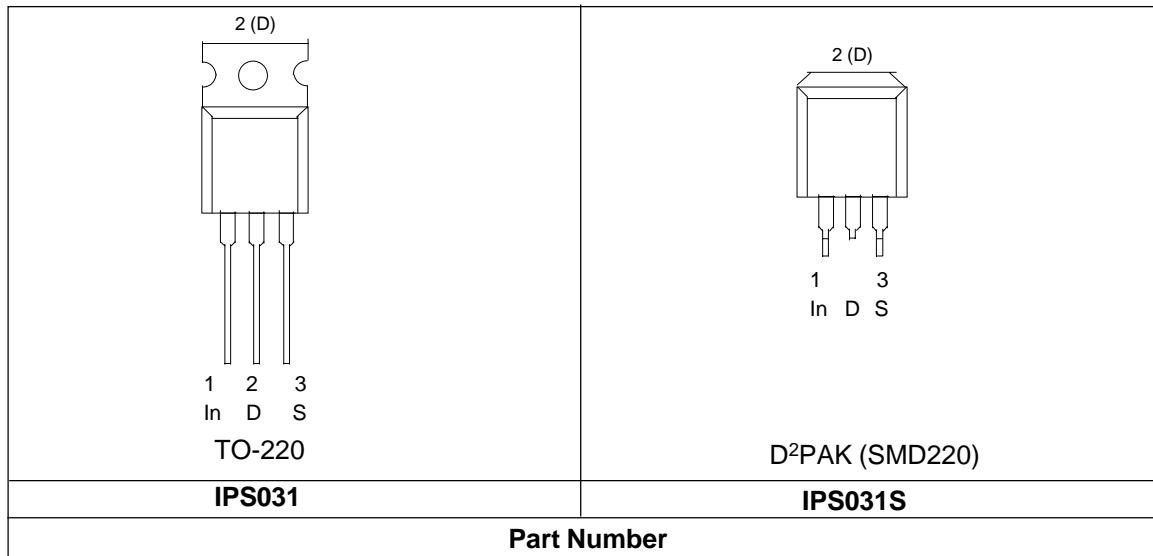 2 (D)
1 2 3
In D S
TO-220
IPS031
2 (D)
1 3
In D S
D²PAK (SMD220)
IPS031S
Part Number